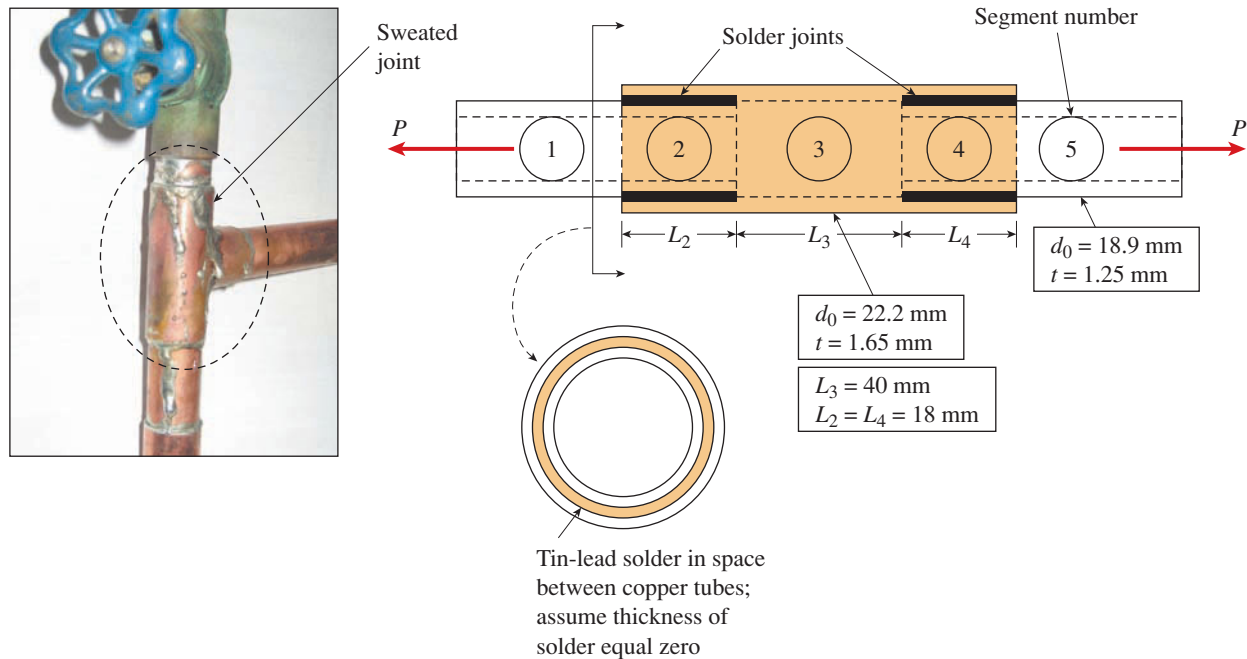 Sweated
joint
Segment number
Solder joints
P
1
2
3
4
5
P
L2
L3
L4
d0 = 18.9 mm
t = 1.25 mm
d0 = 22.2 mm
t = 1.65 mm
L3 = 40 mm
L2 = L4 = 18 mm
Tin-lead solder in space
between copper tubes;
assume thickness of
solder equal zero